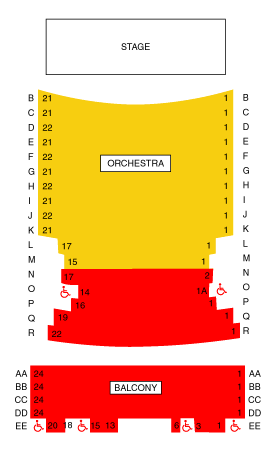 STAGE
B 21 1 B
C 21 1 C
D 22 1 D
E 21 1 E
F 22 1 F
G 21 1 G
ORCHESTRA
H 22 1 H
I 21 1 I
J 22 1 J
K 21 1 K
L 17 1 L
M 15 1 M
N 17 2 N
O 14 1A O
P 16 1 P
Q 19 1 Q
R 22 1 R
AA 24 1 AA
BB 24 1 BB
BALCONY
CC 24 1 CC
DD 24 1 DD
EE 20 18 15 13 6 3 1 EE